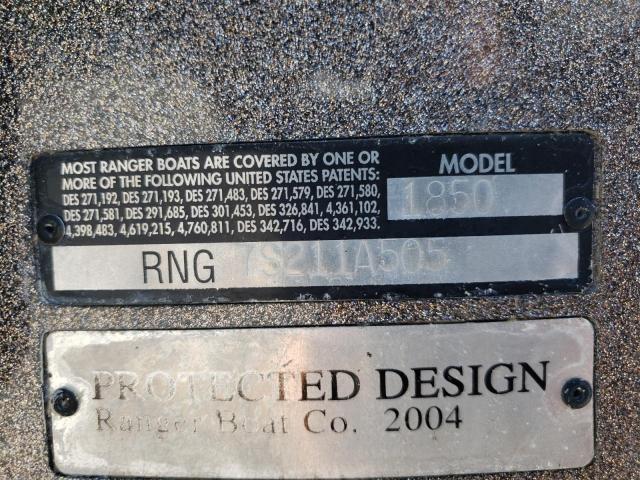 MOST RANGER BOATS ARE COVERED BY ONE OR
MORE OF THE FOLLOWING UNITED STATES PATENTS:
DES 271,192, DES 271,193, DES 271,483, DES 271,579, DES 271,580,
DES 271,581, DES 291,685, DES 301,453, DES 326,841, 4,361,102,
4,398,483, 4,619,215, 4,760,811, DES 342,716, DES 342,933.
MODEL
1850
RNG 7S211A505
PROTECTED DESIGN
Ranger Boat Co. 2004